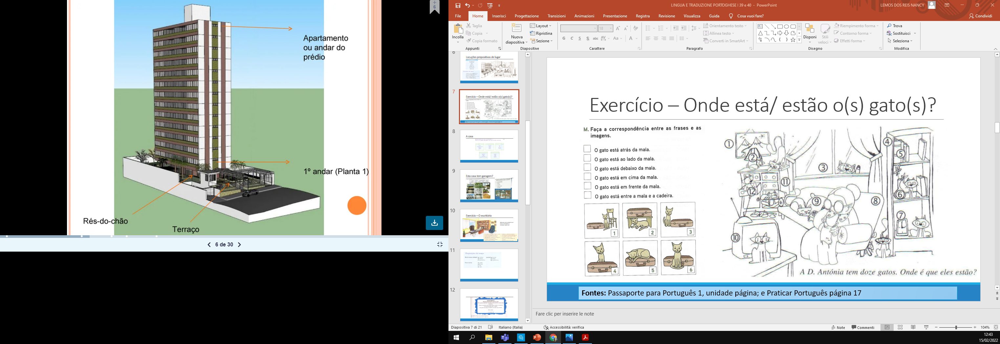 +
6
Apartamento
ou andar do
prédio
1º andar (Planta 1)
Rés-do-chão
Terraço
6 de 30
LINGUA E TRADUZIONE PORTOGHESE I 39 e 40 - PowerPoint
LEMOS DOS REIS NANCY
File Home Inserisci Progettazione Transizioni Animazioni Presentazione Registra Revisione Visualizza Guida Cosa vuoi fare? Condividi
Incolla
Taglia
Copia
Copia formato
Appunti
Nuova
diapositiva
Layout
Ripristina
Sezione
Diapositive
18
G C S S abc AV Aa A
Carattere
Orientamento testo
Allinea testo
Converti in SmartArt
Paragrafo
Disponi
Stili
veloci
Riempimento forma
Contorno forma
Effetti forma
Disegno
Trova
Sostituisci
Seleziona
Modifica
6
Locuções prepositivas de lugar
7
Exercício – Onde está/ estão o(s) gato(s)?
8
A casa
9
Esta casa tem garagem?
10
Exercício – O escritório
11
Preposições de tempo
12
Exercício – Onde está/ estão o(s) gato(s)?
M. Faça a correspondência entre as frases e as
imagens.
O gato está atrás da mala.
O gato está ao lado da mala.
O gato está debaixo da mala.
O gato está em cima da mala.
O gato está em frente da mala.
O gato está entre a mala e a cadeira.
1 2 3
4 5 6
1
2
3
4
5
6
7
8
9
10
11
12
A D. Antónia tem doze gatos. Onde é que eles estão?
Fontes: Passaporte para Português 1, unidade página; e Praticar Português página 17
Fare clic per inserire le note
Diapositiva 7 di 21 Italiano (Italia) Accessibilità: verifica Note Commenti 104%
12:43
15/02/2022